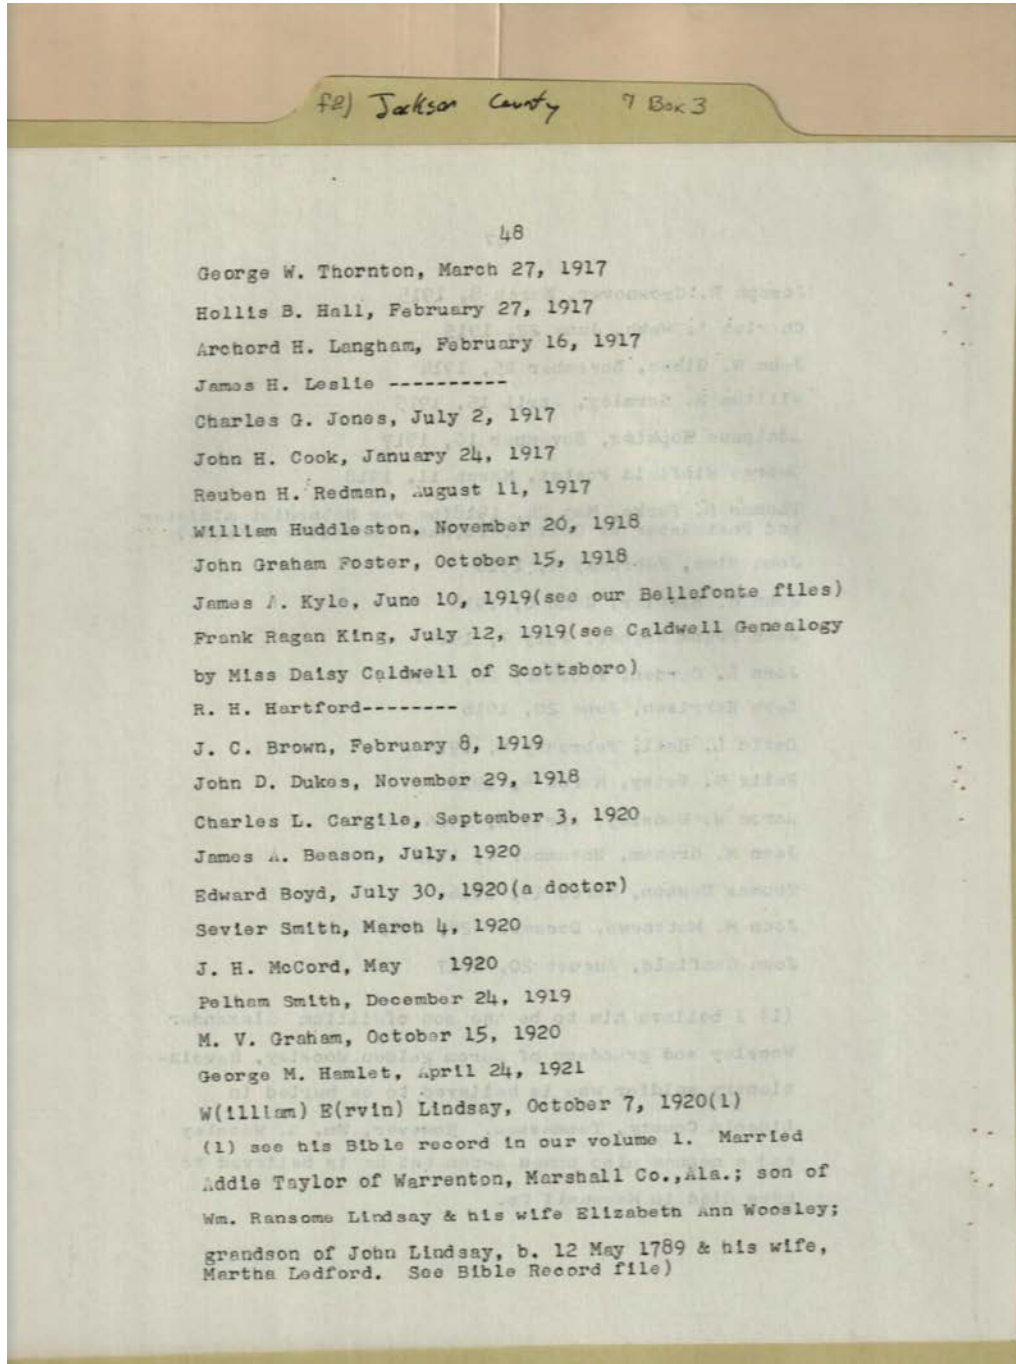 f2) Jackson County 7 Box 3
48
George W. Thornton, March 27, 1917
Hollis B. Hall, February 27, 1917
Archord H. Langham, February 16, 1917
James H. Leslie ----------
Charles G. Jones, July 2, 1917
John H. Cook, January 24, 1917
Reuben H. Redman, August 11, 1917
William Huddleston, November 20, 1918
John Graham Foster, October 15, 1918
James A. Kyle, June 10, 1919(see our Bellefonte files)
Frank Ragan King, July 12, 1919(see Caldwell Genealogy
by Miss Daisy Caldwell of Scottsboro)
R. H. Hartford--------
J. C. Brown, February 8, 1919
John D. Dukes, November 29, 1918
Charles L. Cargile, September 3, 1920
James A. Beason, July, 1920
Edward Boyd, July 30, 1920(a doctor)
Sevier Smith, March 4, 1920
J. H. McCord, May 1920
Pelham Smith, December 24, 1919
M. V. Graham, October 15, 1920
George M. Hamlet, April 24, 1921
W(illiam) E(rvin) Lindsay, October 7, 1920(1)
(1) see his Bible record in our volume 1. Married
Addie Taylor of Warrenton, Marshall Co.,Ala.; son of
Wm. Ransome Lindsay & his wife Elizabeth Ann Woosley;
grandson of John Lindsay, b. 12 May 1789 & his wife,
Martha Ledford. See Bible Record file)